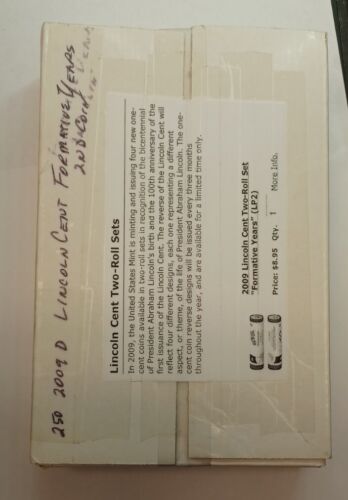 250 2009 D LINCOLN CENT FORMATIVE YEARS
2ND-COIN
Lincoln Cent Two-Roll Sets
In 2009, the United States Mint is minting and issuing four new one-
cent coins available in two-roll sets in recognition of the bicentennial
of President Abraham Lincoln's birth and the 100th anniversary of the
first issuance of the Lincoln Cent. The reverse of the Lincoln Cent will
reflect four different designs, each one representing a different
aspect, or theme, of the life of President Abraham Lincoln. The one-
cent coin reverse designs will be issued every three months
throughout the year, and are available for a limited time only.
2009 Lincoln Cent Two-Roll Set
"Formative Years" (LP2)
Price: $8.95 Qty. 1 More Info.